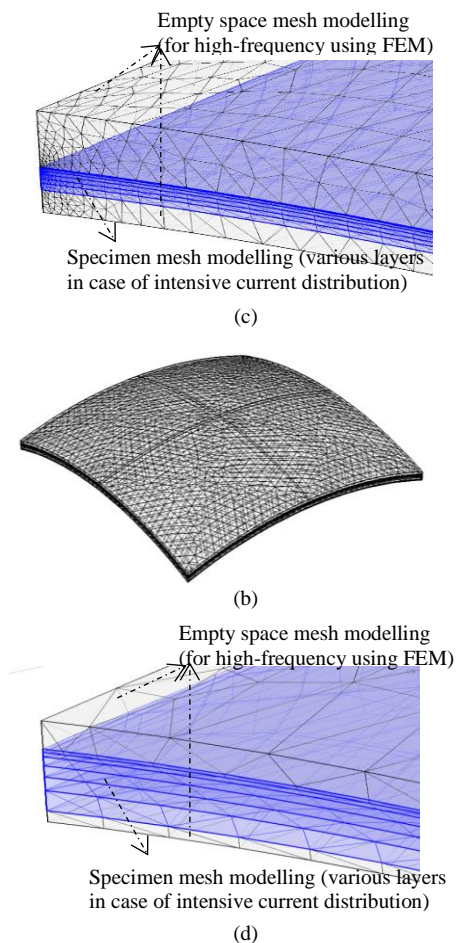 Empty space mesh modelling
(for high-frequency using FEM)
Specimen mesh modelling (various layers
in case of intensive current distribution)
(c)
(b)
Empty space mesh modelling
(for high-frequency using FEM)
Specimen mesh modelling (various layers
in case of intensive current distribution)
(d)